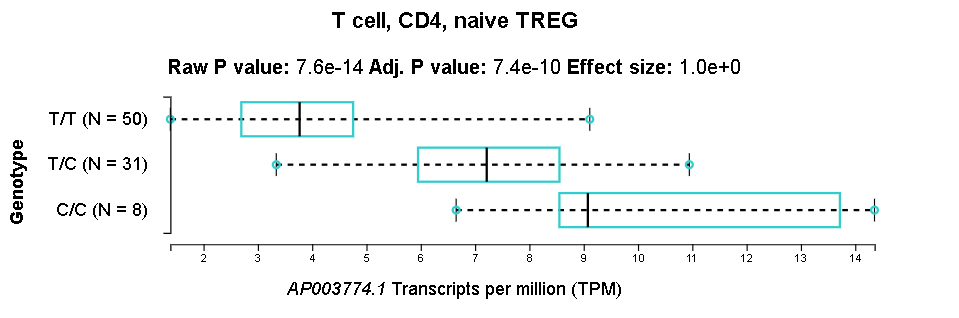 T cell, CD4, naive TREG
Raw P value: 7.6e-14 Adj. P value: 7.4e-10 Effect size: 1.0e+0
Genotype
T/T (N = 50)
T/C (N = 31)
C/C (N = 8)
2 3 4 5 6 7 8 9 10 11 12 13 14
AP003774.1 Transcripts per million (TPM)